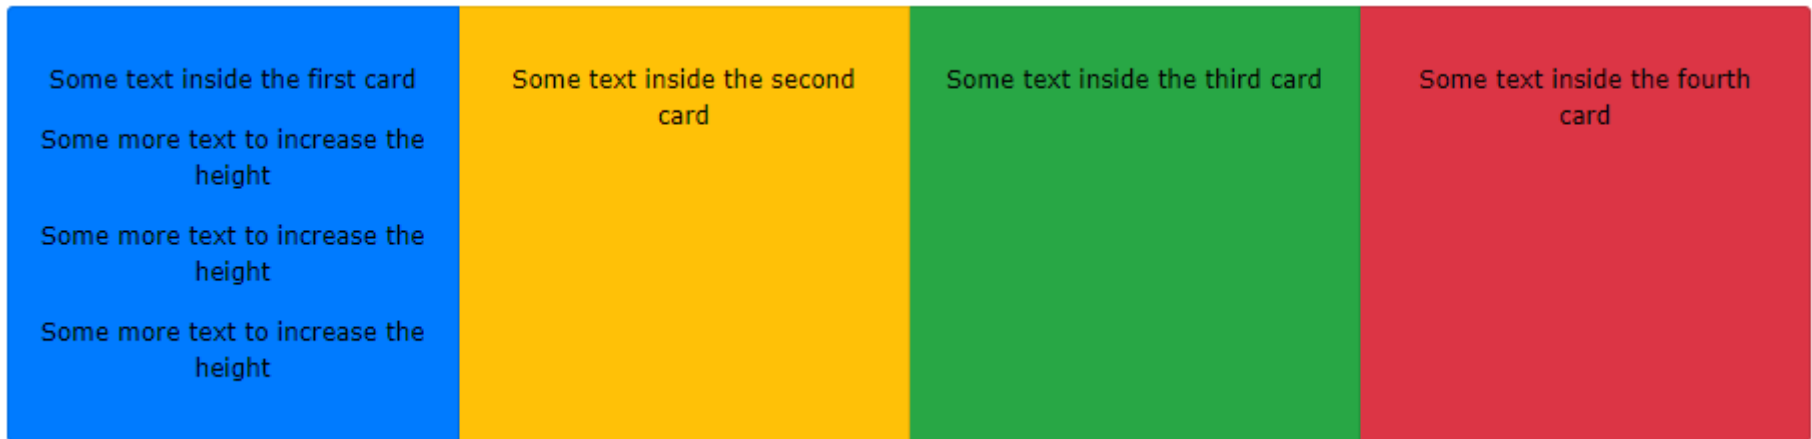 Some text inside the first card
Some more text to increase the
height
Some more text to increase the
height
Some more text to increase the
height
Some text inside the second
card
Some text inside the third card
Some text inside the fourth
card